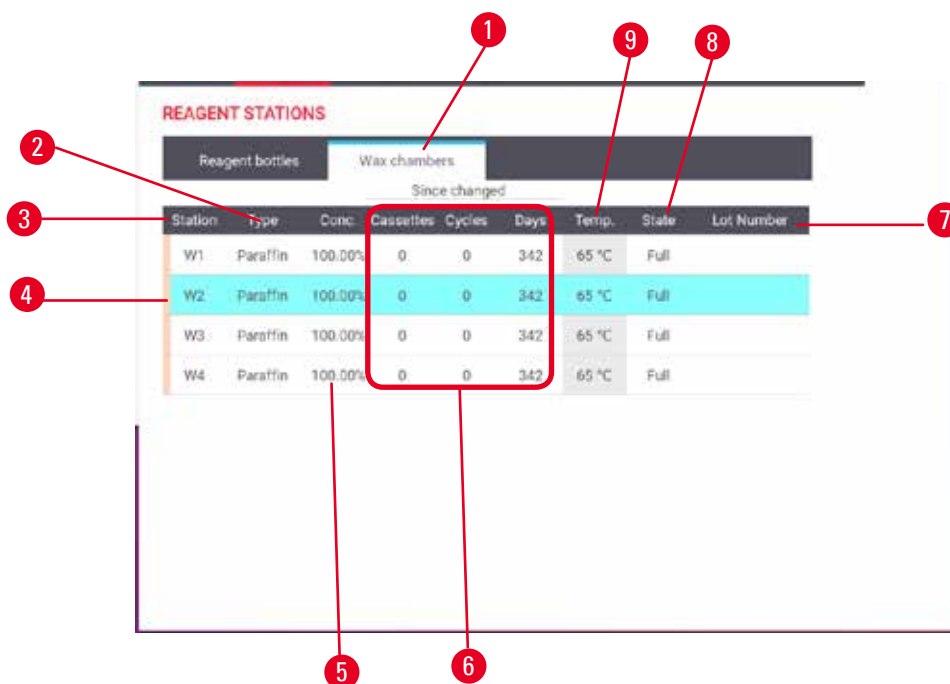 1
9
8
REAGENT STATIONS
2
Reagent bottles Wax chambers
Since changed
3
Station Type Conc. Cassettes Cycles Days Temp. State Lot Number
7
W1 Paraffin 100.00% 0 0 342 65 °C Full
4
W2 Paraffin 100.00% 0 0 342 65 °C Full
W3 Paraffin 100.00% 0 0 342 65 °C Full
W4 Paraffin 100.00% 0 0 342 65 °C Full
5
6